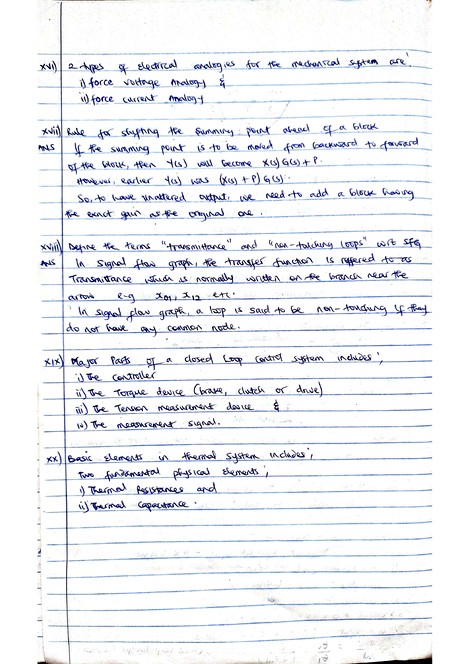 xvi) 2 types of electrical analogies for the mechanical system are:
i) force voltage Analogy &
ii) force current Analogy
xvii) Rule for shifting the summing point ahead of a block
ANS If the summing point is to be moved from backward to forward
of the block, then Y(s) will become X(s)G(s) + P.
However, earlier Y(s) was (X(s) + P) G(s).
So, to have unaltered output, we need to add a block having
the exact gain as the original one.
xviii) Define the terms "transmittance" and "non-touching loops" wrt SFG
ANS In signal flow graph, the transfer function is reffered to as
Transmittance which is normally written on the branch near the
arrow e-g x01, x12 etc.
In signal flow graph, a loop is said to be non-touching if they
do not have any common node.
xix) Major Parts of a closed Loop control system includes;
i) The controller
ii) The Torque device (brake, clutch or drive)
iii) The Tension measurement device &
iv) The measurement signal.
xx) Basic elements in thermal system includes;
Two fundamental physical elements;
i) Thermal Resistances and
ii) Thermal Capacitance.